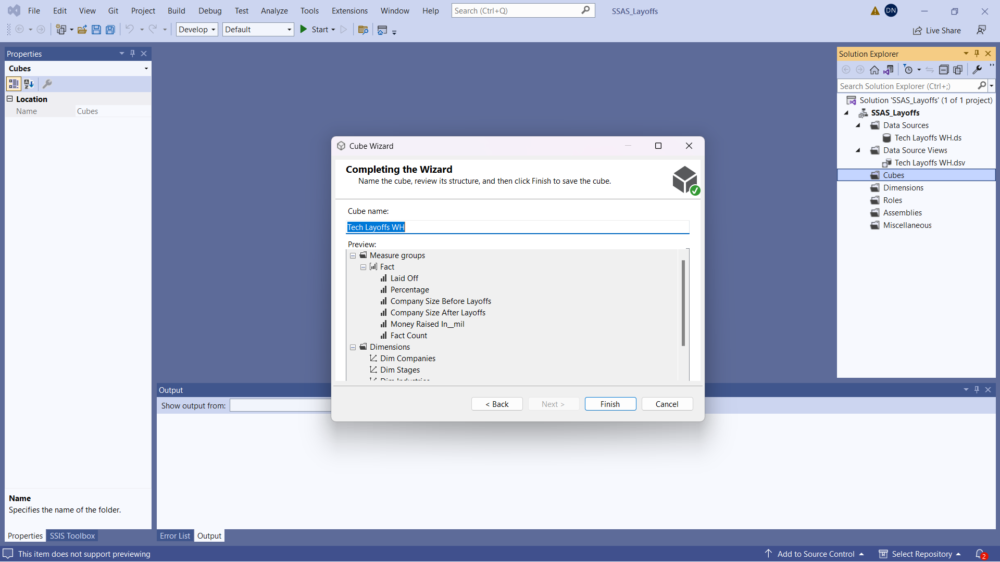 File Edit View Git Project Build Debug Test Analyze Tools Extensions Window Help Search (Ctrl+Q) SSAS_Layoffs DN
Develop Default Start Live Share
Properties
Cubes
Location
Name Cubes
Name
Specifies the name of the folder.
Properties SSIS Toolbox
Cube Wizard
Completing the Wizard
Name the cube, review its structure, and then click Finish to save the cube.
Cube name:
Tech Layoffs WH
Preview:
Measure groups
Fact
Laid Off
Percentage
Company Size Before Layoffs
Company Size After Layoffs
Money Raised In__mil
Fact Count
Dimensions
Dim Companies
Dim Stages
Dim Industries
< Back Next > Finish Cancel
Output
Show output from:
Error List Output
Solution Explorer
Search Solution Explorer (Ctrl+;)
Solution 'SSAS_Layoffs' (1 of 1 project)
SSAS_Layoffs
Data Sources
Tech Layoffs WH.ds
Data Source Views
Tech Layoffs WH.dsv
Cubes
Dimensions
Roles
Assemblies
Miscellaneous
This item does not support previewing Add to Source Control Select Repository 2